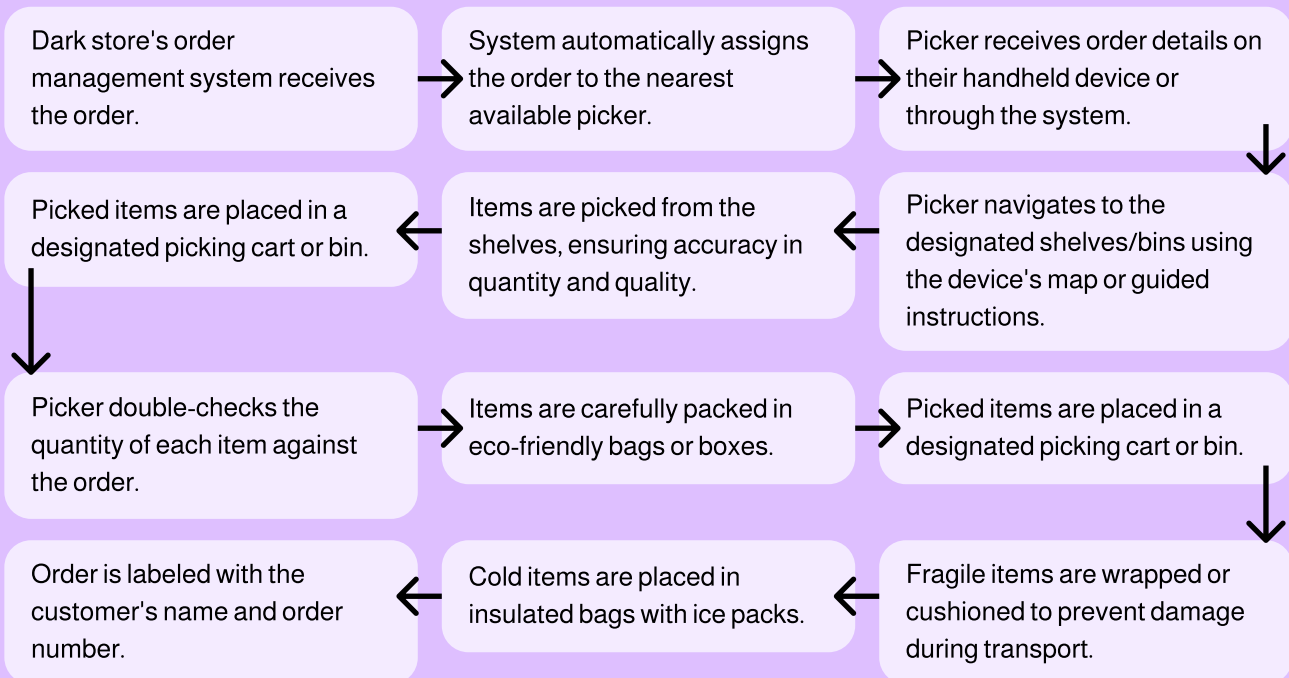 Dark store's order
management system receives
the order.
System automatically assigns
the order to the nearest
available picker.
Picker receives order details on
their handheld device or
through the system.
Picker navigates to the
designated shelves/bins using
the device's map or guided
instructions.
Items are picked from the
shelves, ensuring accuracy in
quantity and quality.
Picked items are placed in a
designated picking cart or bin.
Picker double-checks the
quantity of each item against
the order.
Items are carefully packed in
eco-friendly bags or boxes.
Picked items are placed in a
designated picking cart or bin.
Fragile items are wrapped or
cushioned to prevent damage
during transport.
Cold items are placed in
insulated bags with ice packs.
Order is labeled with the
customer's name and order
number.